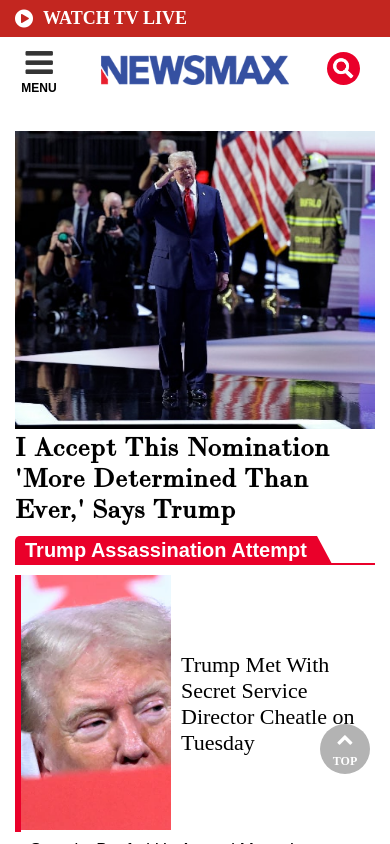 WATCH TV LIVE
MENU
NEWSMAX
BUFFALO
I Accept This Nomination
'More Determined Than
Ever,' Says Trump
Trump Assassination Attempt
Trump Met With
Secret Service
Director Cheatle on
Tuesday
TOP